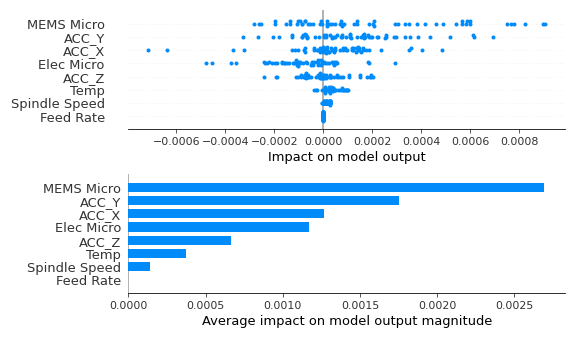 MEMS Micro
ACC_Y
ACC_X
Elec Micro
ACC_Z
Temp
Spindle Speed
Feed Rate
−0.0006 −0.0004 −0.0002 0.0000 0.0002 0.0004 0.0006 0.0008
Impact on model output
MEMS Micro
ACC_Y
ACC_X
Elec Micro
ACC_Z
Temp
Spindle Speed
Feed Rate
0.0000 0.0005 0.0010 0.0015 0.0020 0.0025
Average impact on model output magnitude